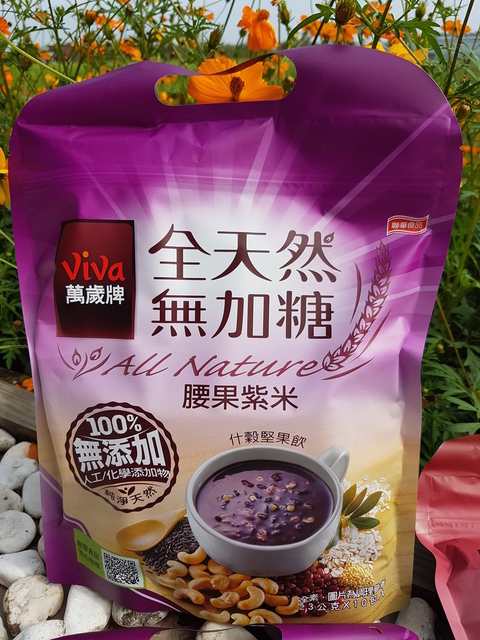 聯華食品
viva
萬歲牌
全天然
無加糖
All Nature
腰果紫米
什穀堅果飲
100%
無添加
人工/化學添加物
純淨天然